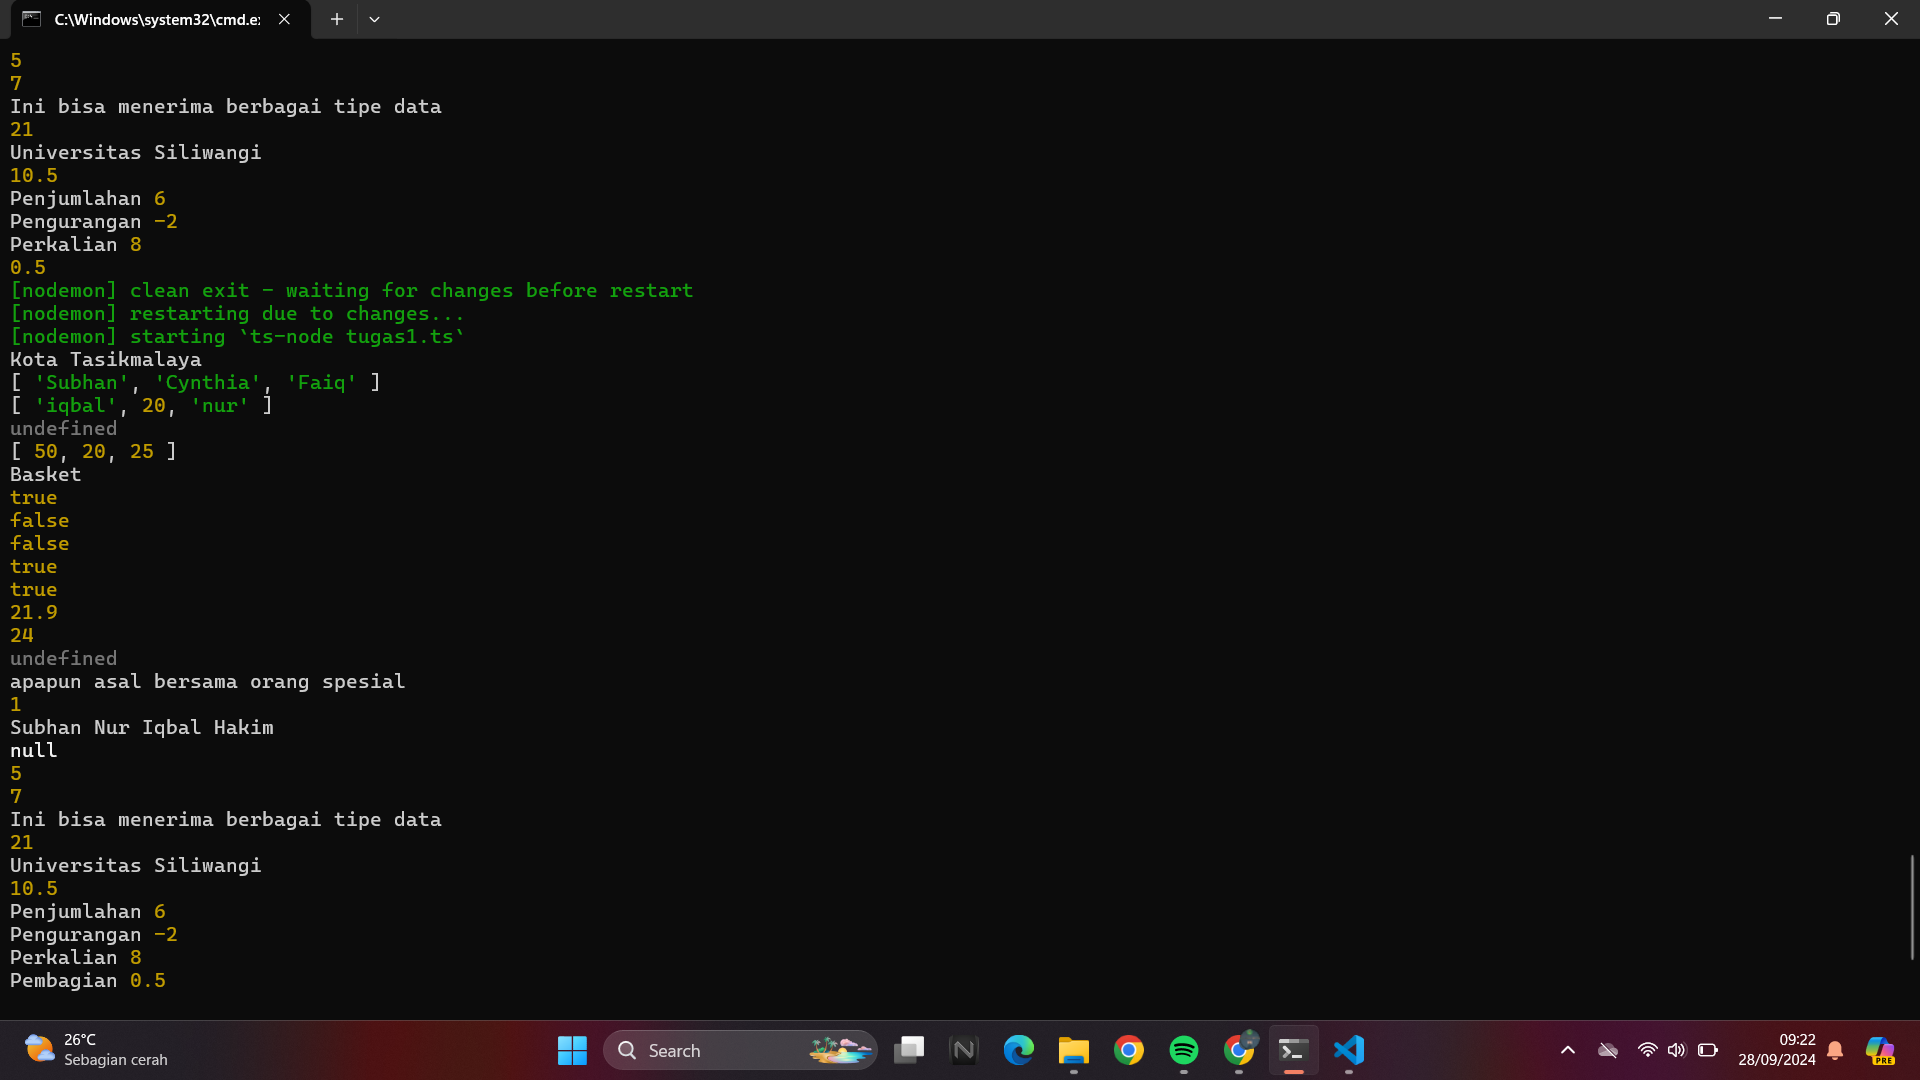 C:\Windows\system32\cmd.e
5
7
Ini bisa menerima berbagai tipe data
21
Universitas Siliwangi
10.5
Penjumlahan 6
Pengurangan -2
Perkalian 8
0.5
[nodemon] clean exit - waiting for changes before restart
[nodemon] restarting due to changes...
[nodemon] starting `ts-node tugas1.ts`
Kota Tasikmalaya
[ 'Subhan', 'Cynthia', 'Faiq' ]
[ 'iqbal', 20, 'nur' ]
undefined
[ 50, 20, 25 ]
Basket
true
false
false
true
true
21.9
24
undefined
apapun asal bersama orang spesial
1
Subhan Nur Iqbal Hakim
null
5
7
Ini bisa menerima berbagai tipe data
21
Universitas Siliwangi
10.5
Penjumlahan 6
Pengurangan -2
Perkalian 8
Pembagian 0.5
26°C
Sebagian cerah
Search
09:22
28/09/2024
PRE